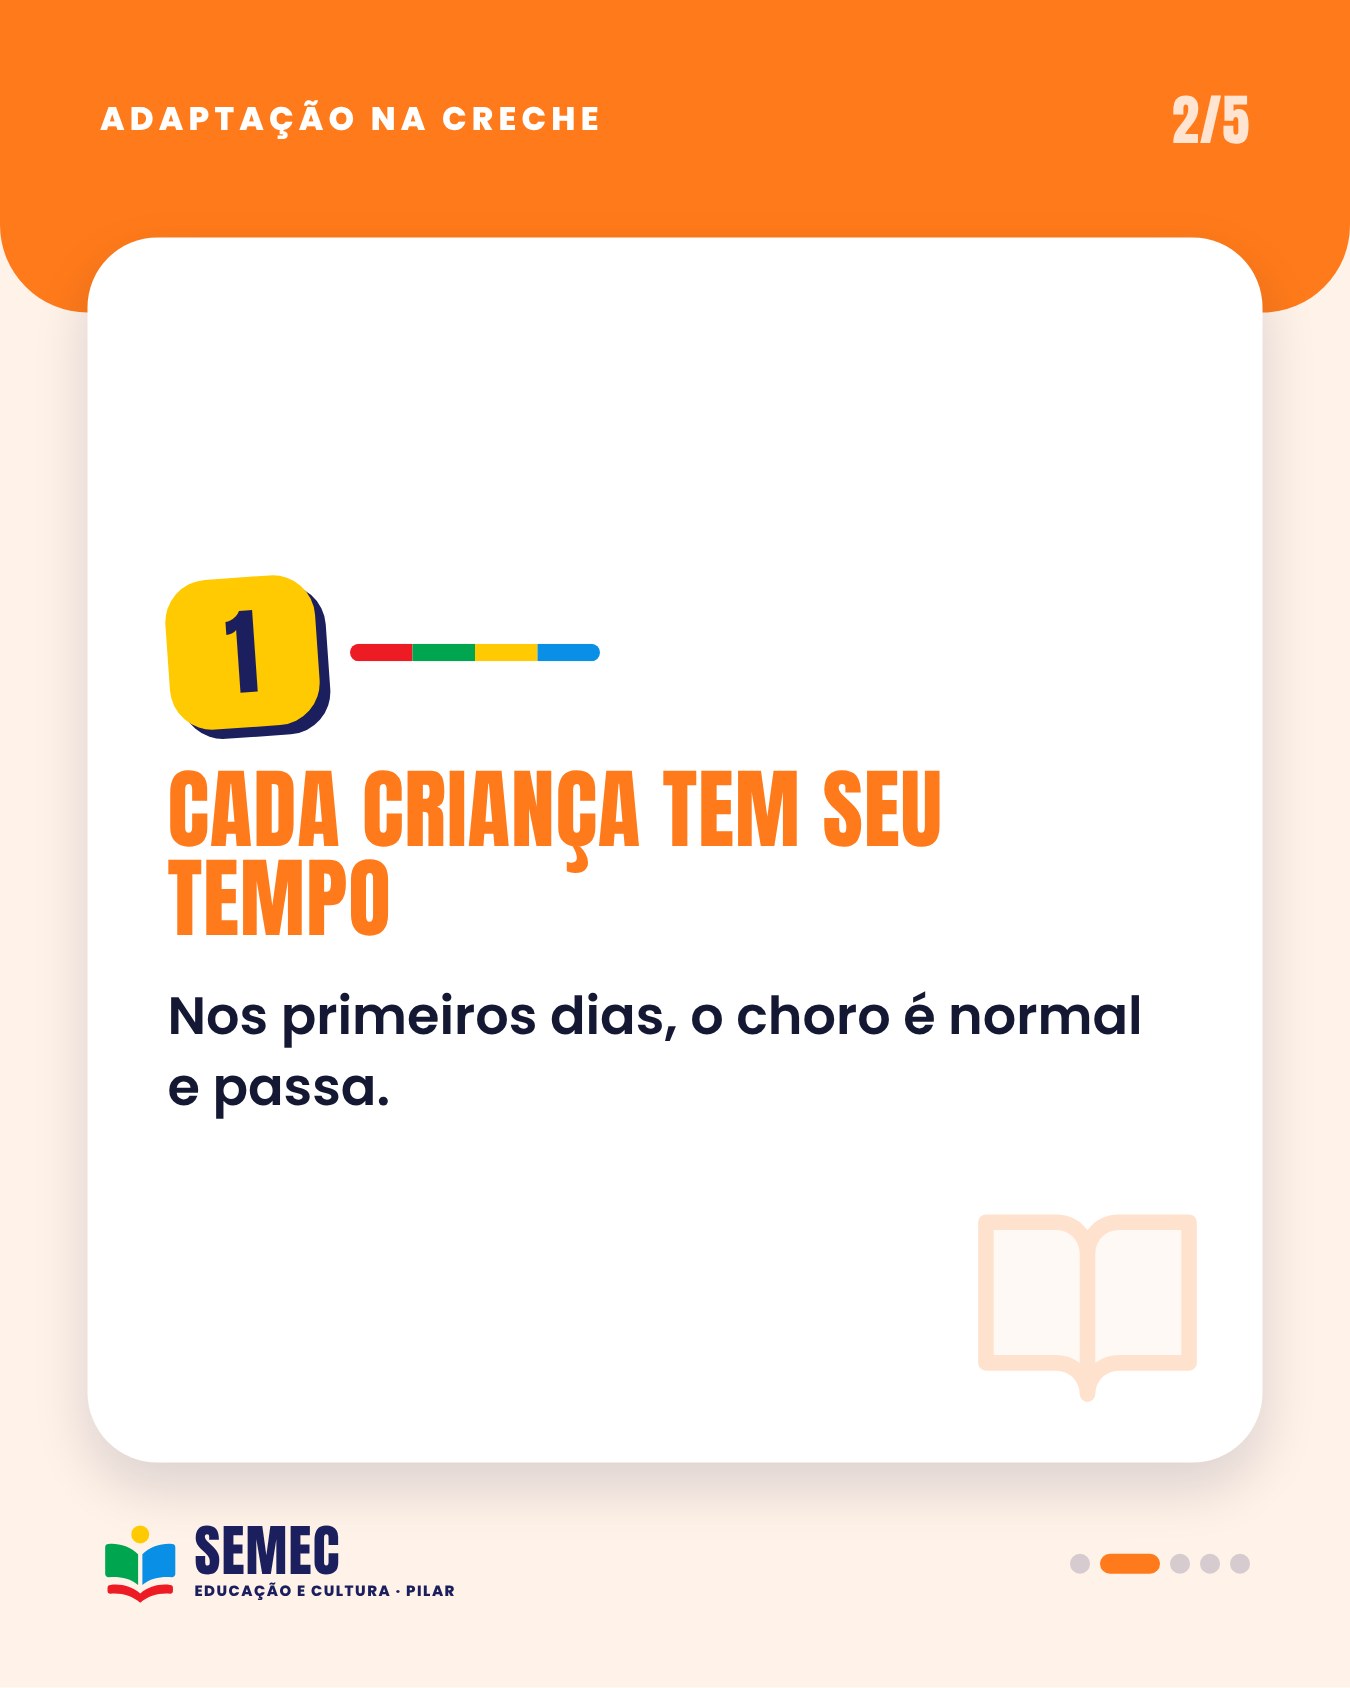 ADAPTAÇÃO NA CRECHE
2/5
1
CADA CRIANÇA TEM SEU
TEMPO
Nos primeiros dias, o choro é normal
e passa.
SEMEC
EDUCAÇÃO E CULTURA · PILAR